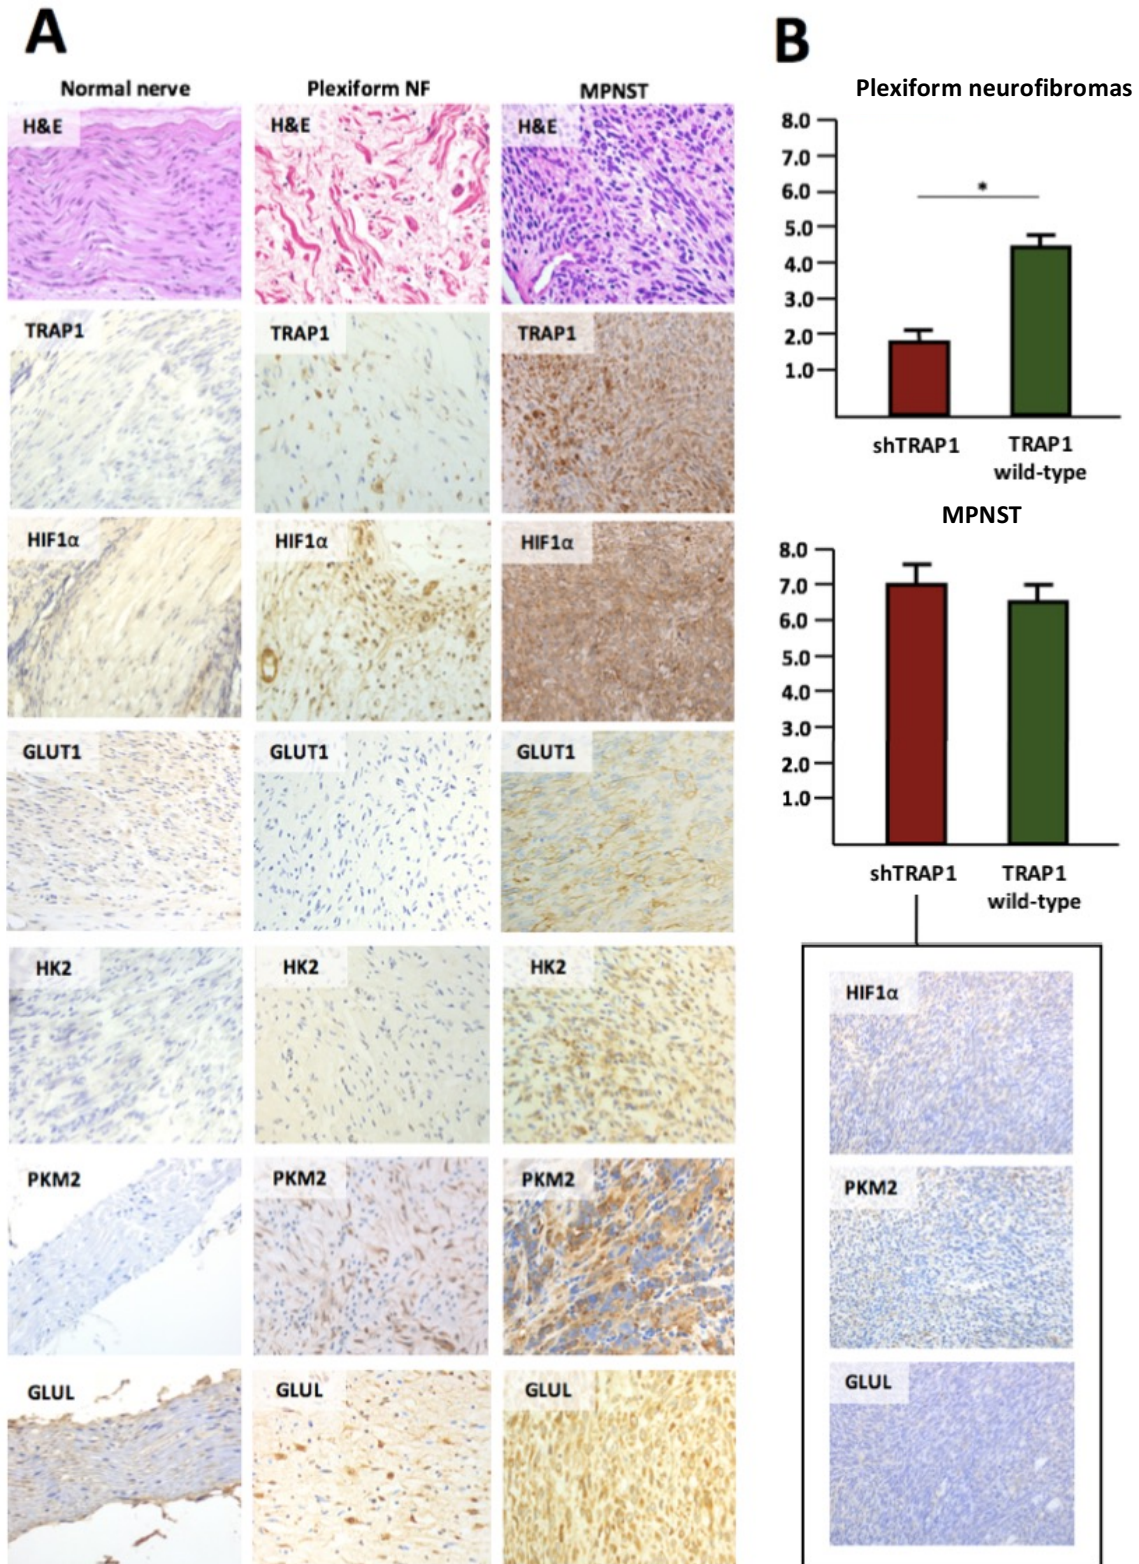 A
Normal nerve
Plexiform NF
MPNST
H&E
H&E
H&E
TRAP1
TRAP1
TRAP1
HIF1α
HIF1α
HIF1α
GLUT1
GLUT1
GLUT1
HK2
HK2
HK2
PKM2
PKM2
PKM2
GLUL
GLUL
GLUL
B
Plexiform neurofibromas
8.0
7.0
6.0
5.0
4.0
3.0
2.0
1.0
*
shTRAP1
TRAP1
wild-type
MPNST
8.0
7.0
6.0
5.0
4.0
3.0
2.0
1.0
shTRAP1
TRAP1
wild-type
HIF1α
PKM2
GLUL